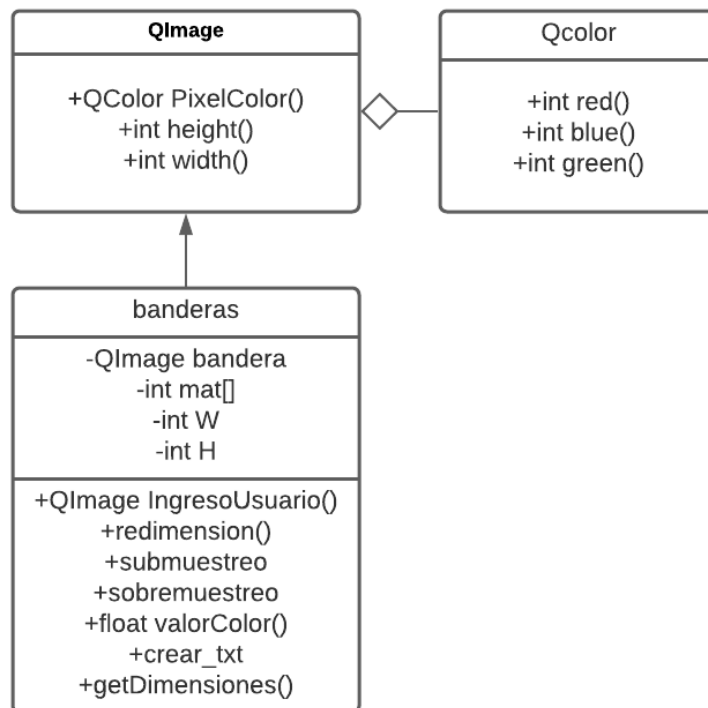 QImage
+QColor PixelColor()
+int height()
+int width()
Qcolor
+int red()
+int blue()
+int green()
banderas
-QImage bandera
-int mat[]
-int W
-int H
+QImage IngresoUsuario()
+redimension()
+submuestreo
+sobremuestreo
+float valorColor()
+crear_txt
+getDimensiones()